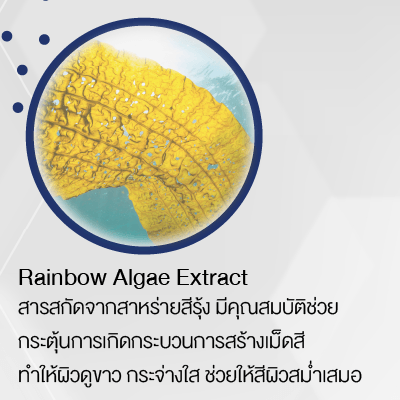 Rainbow Algae Extract
สารสกัดจากสาหร่ายสีรุ้ง มีคุณสมบัติช่วย
กระตุ้นการเกิดกระบวนการสร้างเม็ดสี
ทำให้ผิวดูขาว กระจ่างใส ช่วยให้สีผิวสม่ำเสมอ